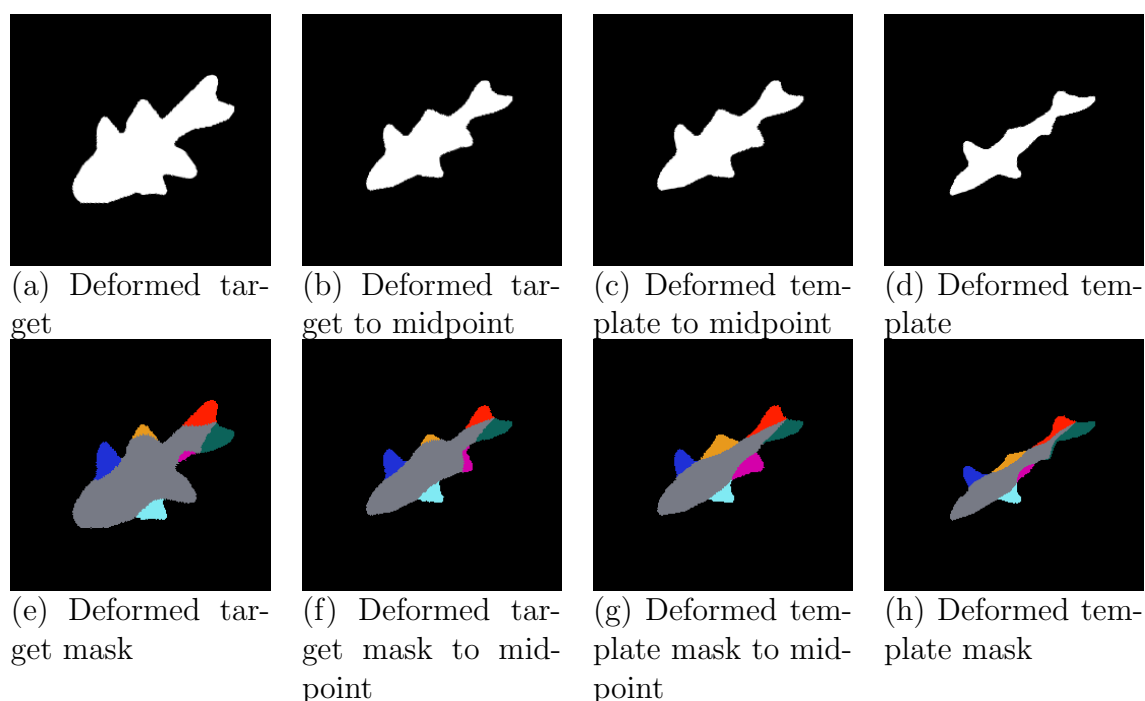 (a) Deformed tar-
get
(b) Deformed tar-
get to midpoint
(c) Deformed tem-
plate to midpoint
(d) Deformed tem-
plate
(e) Deformed tar-
get mask
(f) Deformed tar-
get mask to mid-
point
(g) Deformed tem-
plate mask to mid-
point
(h) Deformed tem-
plate mask